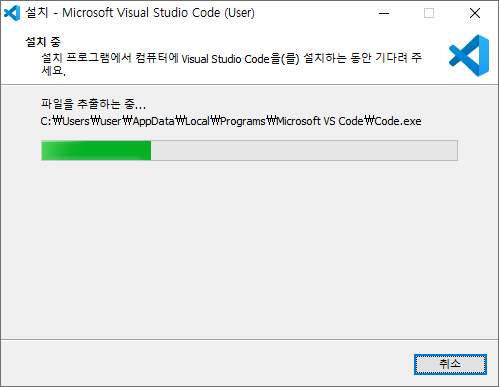 설치 - Microsoft Visual Studio Code (User)
설치 중
설치 프로그램에서 컴퓨터에 Visual Studio Code을(를) 설치하는 동안 기다려 주
세요.
파일을 추출하는 중...
C:₩Users₩user₩AppData₩Local₩Programs₩Microsoft VS Code₩Code.exe
취소